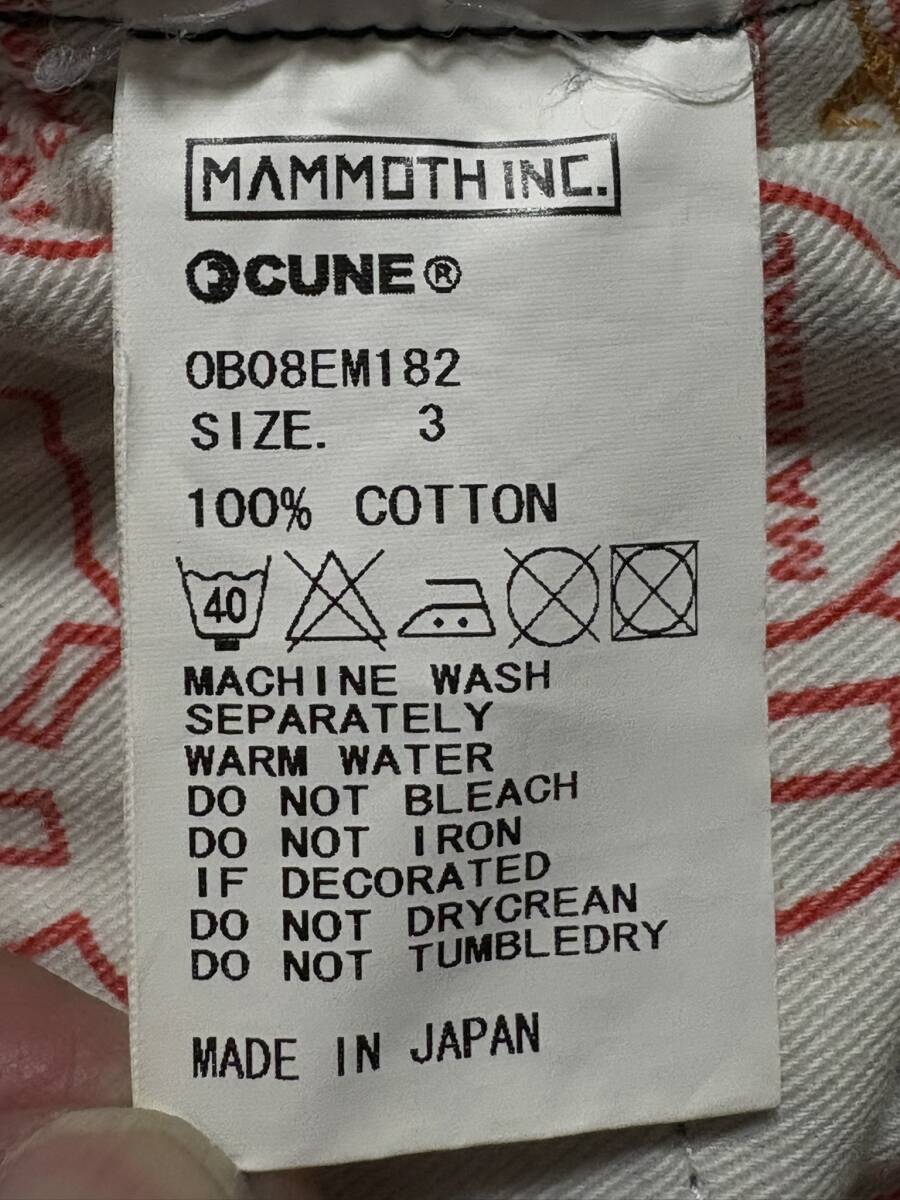 MAMMOTH INC.
CUNE®
OB08EM182
SIZE. 3
100% COTTON
40
MACHINE WASH
SEPARATELY
WARM WATER
DO NOT BLEACH
DO NOT IRON
IF DECORATED
DO NOT DRYCREAN
DO NOT TUMBLEDRY
MADE IN JAPAN